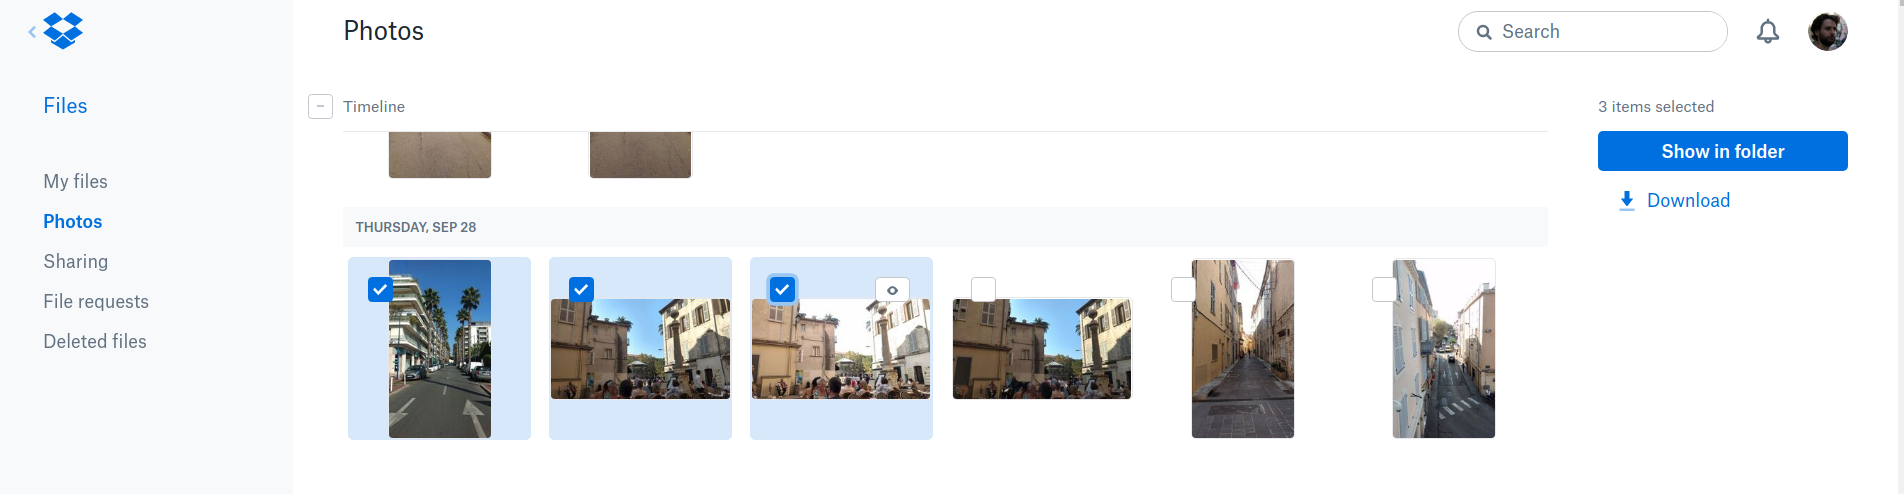 Photos
Search
Files
Timeline
3 items selected
Show in folder
Download
My files
Photos
Sharing
File requests
Deleted files
THURSDAY, SEP 28